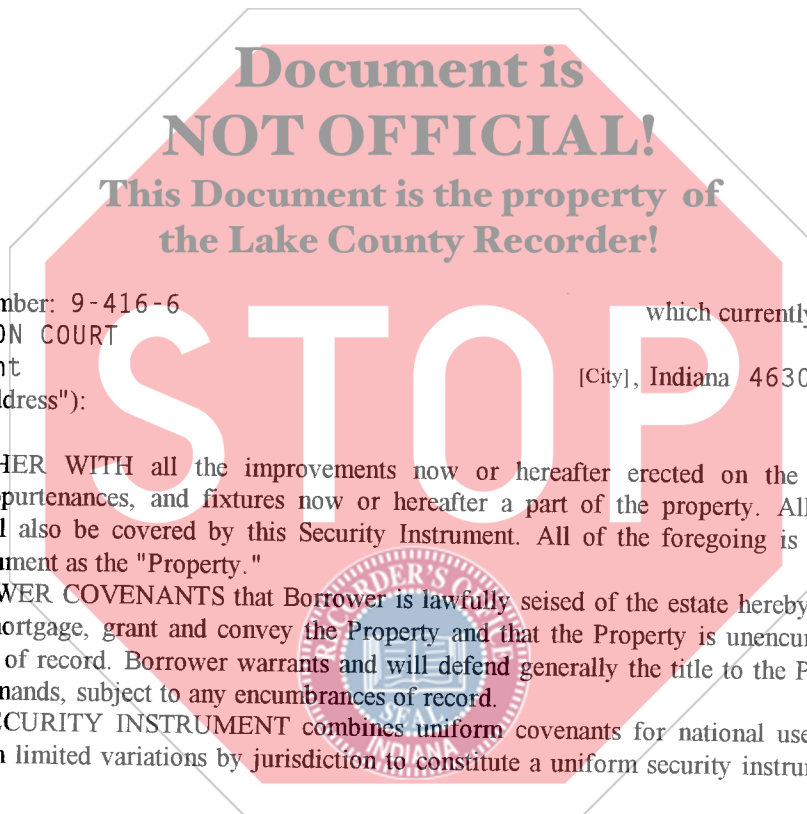 Document is
NOT OFFICIAL!
This Document is the property of
the Lake County Recorder!
mber: 9-416-6
which currently
ON COURT
nt
[City], Indiana 4630
ldress"):
STOP
HER WITH all the improvements now or hereafter erected on the
ppurtenances, and fixtures now or hereafter a part of the property. All
l also be covered by this Security Instrument. All of the foregoing is
ument as the "Property."
WER COVENANTS that Borrower is lawfully seised of the estate hereby
nortgage, grant and convey the Property and that the Property is unencu
of record. Borrower warrants and will defend generally the title to the P
nands, subject to any encumbrances of record.
ECURITY INSTRUMENT combines uniform covenants for national use
n limited variations by jurisdiction to constitute a uniform security instru
RECORDER'S OFFICE
SEAL
INDIANA